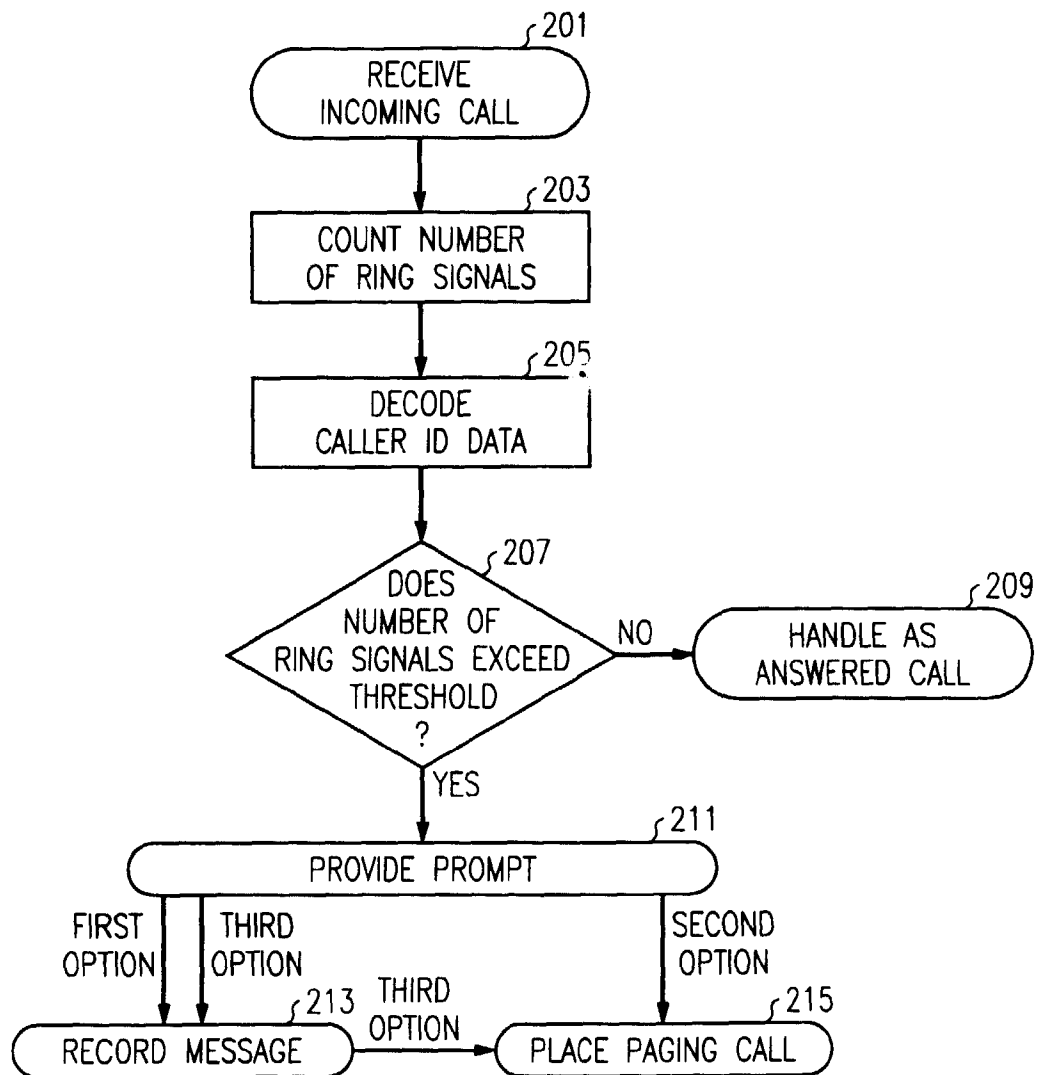 201
RECEIVE
INCOMING CALL
203
COUNT NUMBER
OF RING SIGNALS
205
DECODE
CALLER ID DATA
207
DOES
NUMBER OF
RING SIGNALS EXCEED
THRESHOLD
?
NO
209
HANDLE AS
ANSWERED CALL
YES
211
PROVIDE PROMPT
FIRST
OPTION
THIRD
OPTION
SECOND
OPTION
213
RECORD MESSAGE
THIRD
OPTION
215
PLACE PAGING CALL